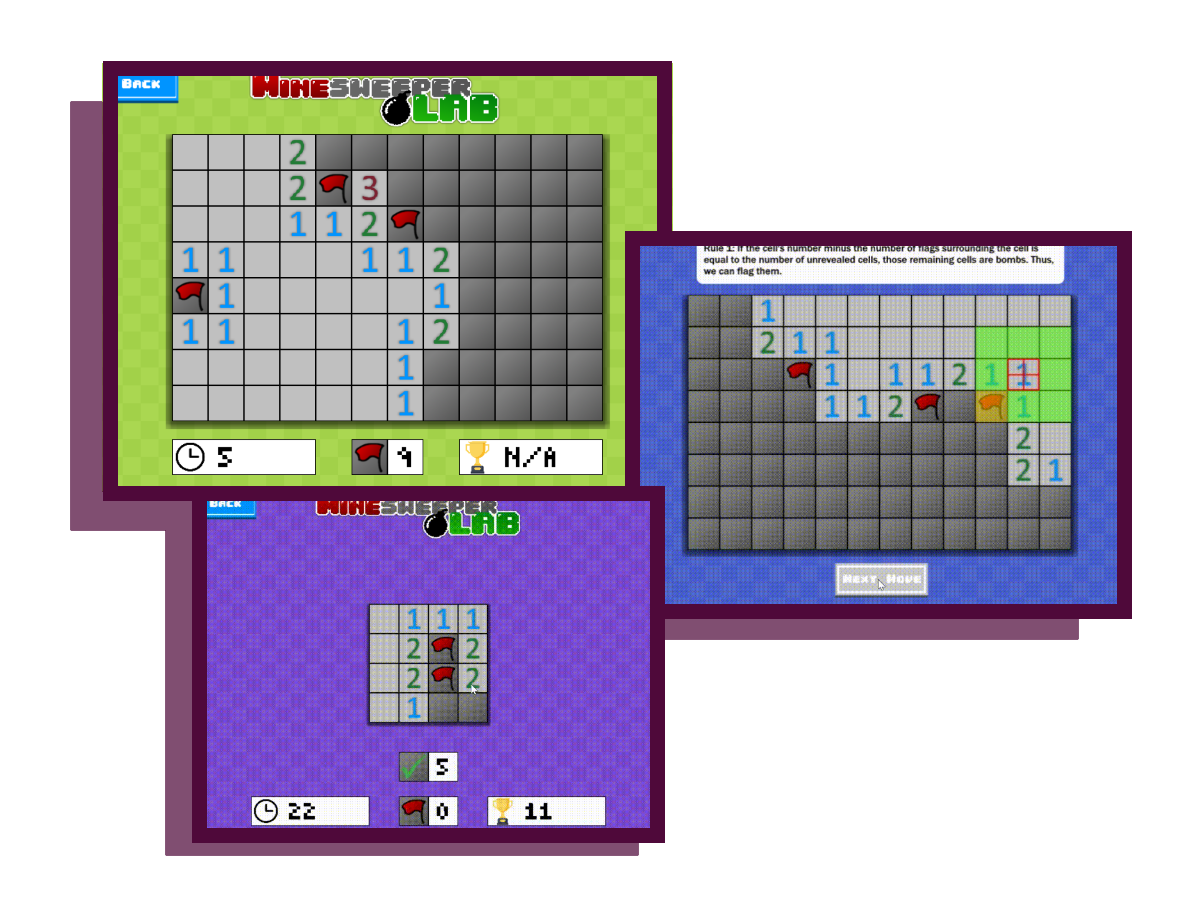 BACK
MINESWEEPER
LAB
2
2 3
1 1 2
1 1 1 1 2
1 1
1 1 1 2
1
1
5 9 N/A
Rule 1: If the cell's number minus the number of flags surrounding the cell is
equal to the number of unrevealed cells, those remaining cells are bombs. Thus,
we can flag them.
1
2 1 1
1 1 1 2 1 1
1 1 2 1
2
2 1
NEXT MOVE
BACK
MINESWEEPER
LAB
1 1 1
2 2
2 2
1
5
22 0 11